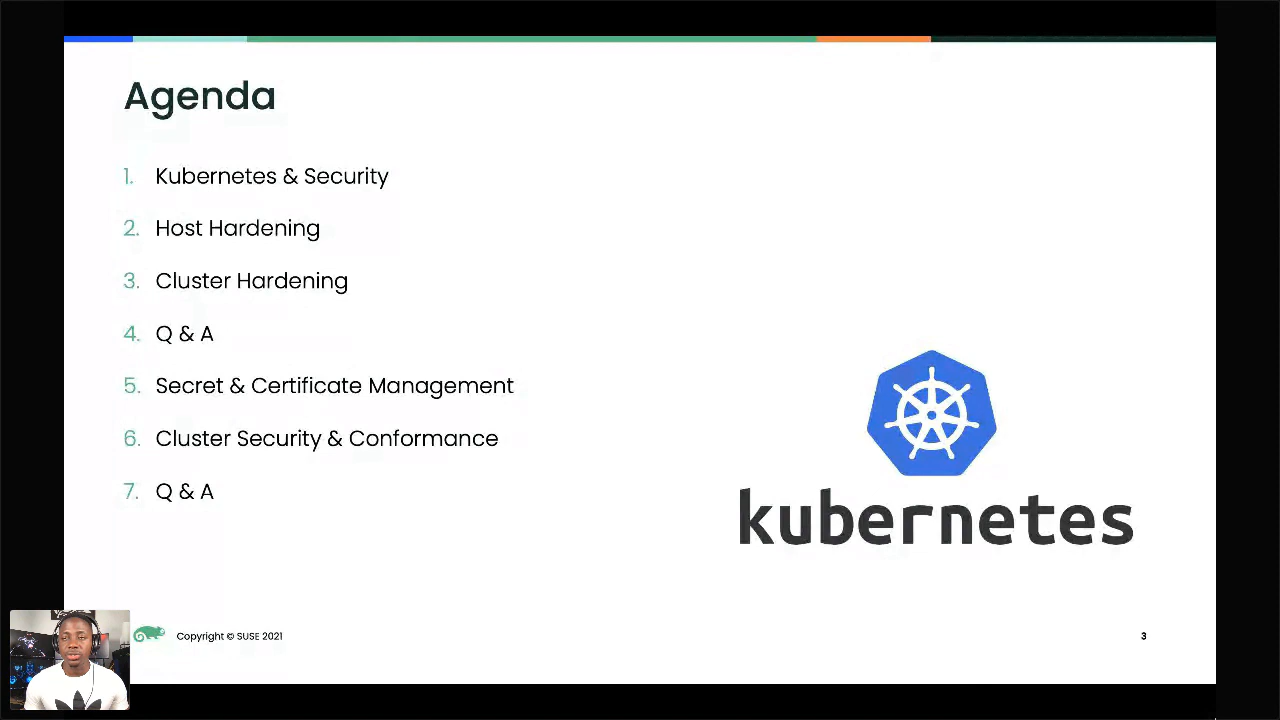 Agenda
1. Kubernetes & Security
2. Host Hardening
3. Cluster Hardening
4. Q & A
5. Secret & Certificate Management
6. Cluster Security & Conformance
7. Q & A
kubernetes
Copyright © SUSE 2021
3